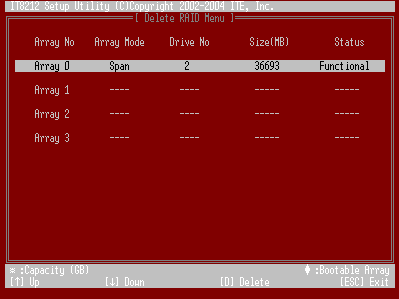 IT8212 Setup Utility (C)Copyright 2002-2004 ITE, Inc.
[ Delete RAID Menu ]
Array No Array Mode Drive No Size(MB) Status
Array 0 Span 2 36693 Functional
Array 1 ---- ---- ----- ----
Array 2 ---- ---- ----- ----
Array 3 ---- ---- ----- ----
* :Capacity (GB) ♦ :Bootable Array
[↑] Up [↓] Down [D] Delete [ESC] Exit